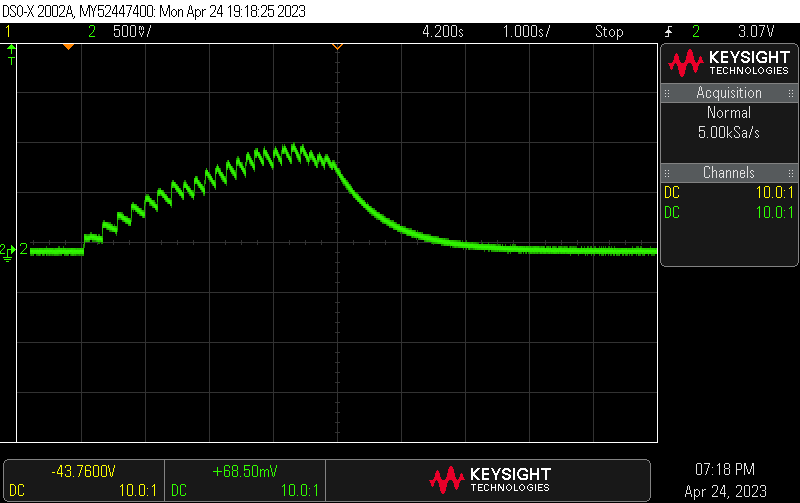 DSO-X 2002A, MY52447400: Mon Apr 24 19:18:25 2023
1 2 500mV/ 4.200s 1.000s/ Stop 2 3.07V
T
KEYSIGHT
TECHNOLOGIES
Acquisition
Normal
5.00kSa/s
Channels
DC 10.0:1
DC 10.0:1
2 2
-43.7600V
DC 10.0:1
+68.50mV
DC 10.0:1
KEYSIGHT
TECHNOLOGIES
07:18 PM
Apr 24, 2023